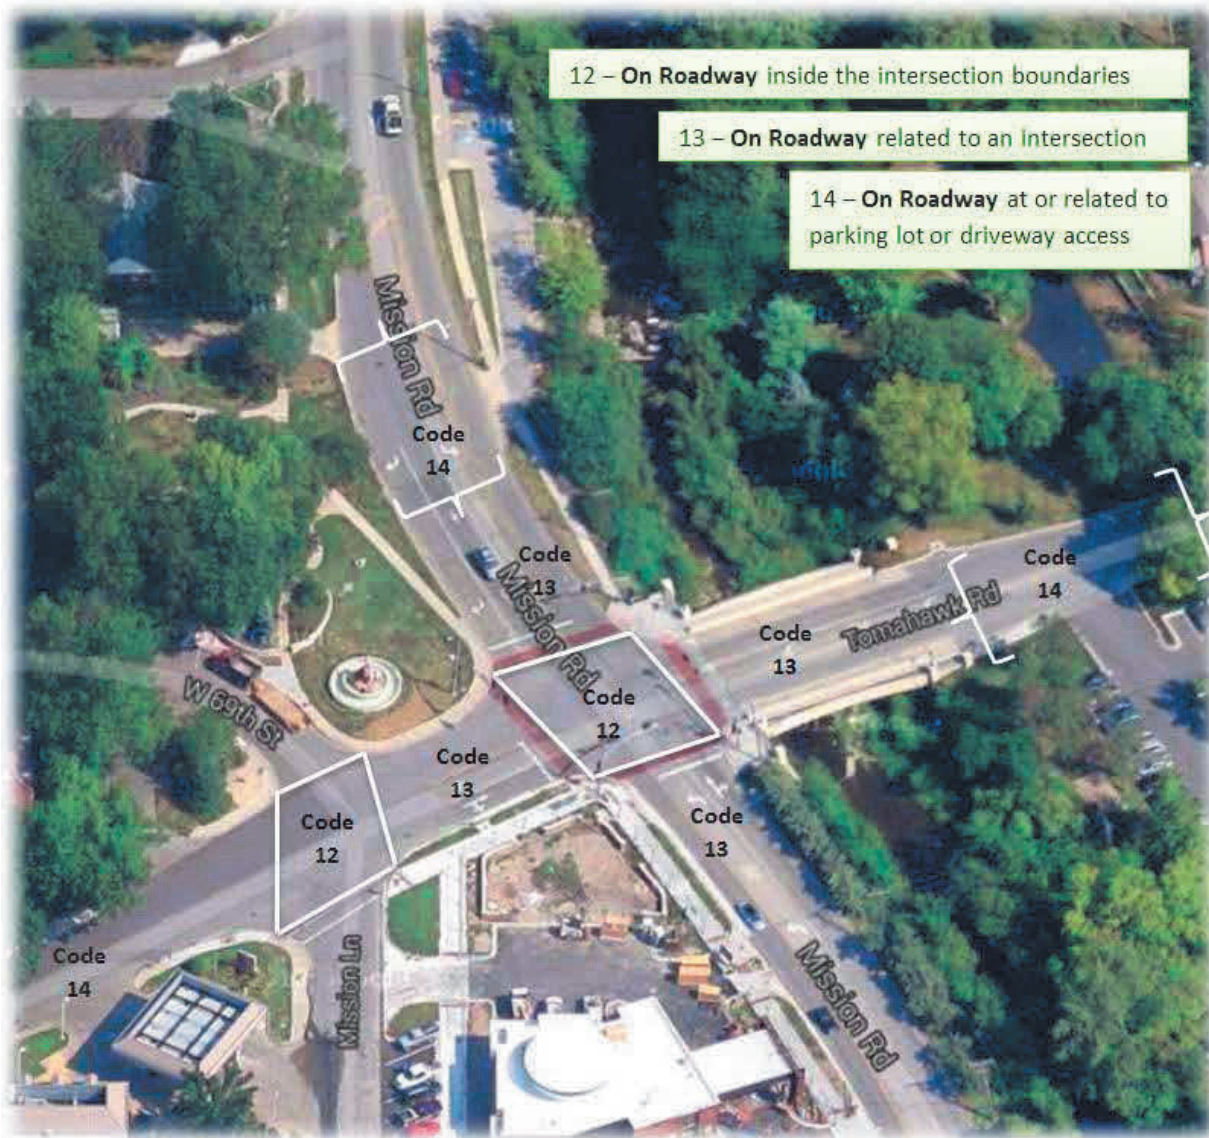 12 – On Roadway inside the intersection boundaries
13 – On Roadway related to an intersection
14 – On Roadway at or related to
parking lot or driveway access
Mission Rd
Code
14
Code
13
Mission Rd
Code
14
Tomahawk Rd
Code
13
W 69th St
Code
12
Code
13
Code
12
Code
13
Code
14
Mission Ln
Mission Rd